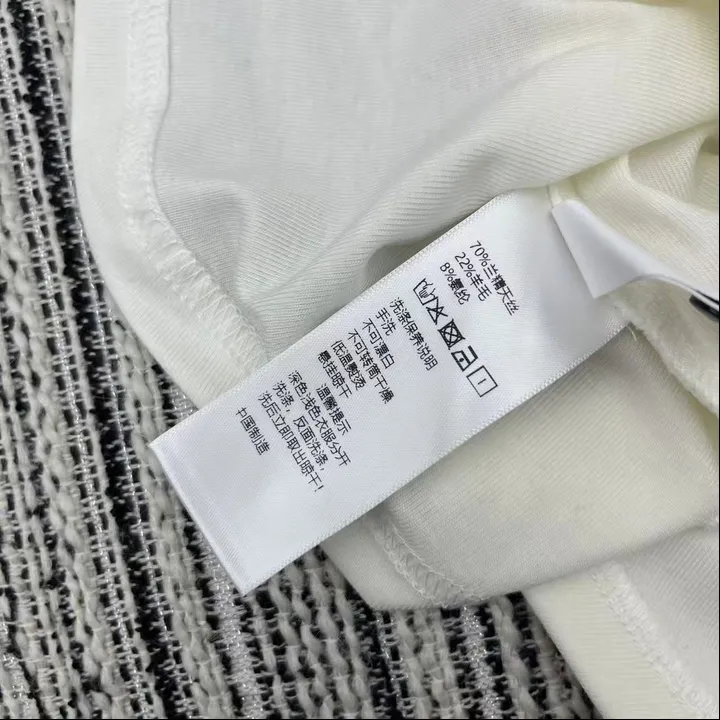 70%兰精天丝
22%羊毛
8%氨纶
洗涤保养说明
手洗
不可漂白
不可转筒干燥
低温熨烫
悬挂晾干
温馨提示
深色浅色衣服分开
洗涤，反面洗涤，
洗后立即取出晾干!
中国制造